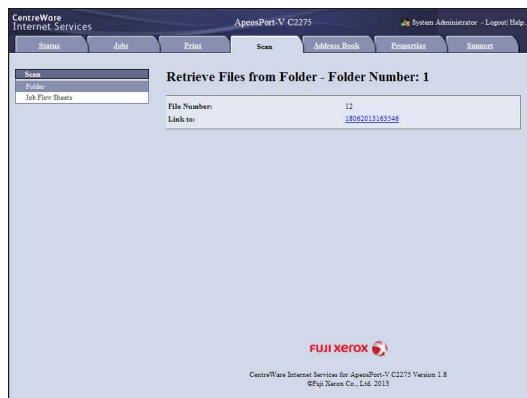 CentreWare
Internet Services
ApeosPort-V C2275
System Administrator - Logout| Help..
Status
Jobs
Print
Scan
Address Book
Properties
Support
Scan
Folder
Job Flow Sheets
Retrieve Files from Folder - Folder Number: 1
File Number: 12
Link to: 18062013163546
FUJI xerox
CentreWare Internet Services for ApeosPort-V C2275 Version 1.8
©Fuji Xerox Co., Ltd. 2013